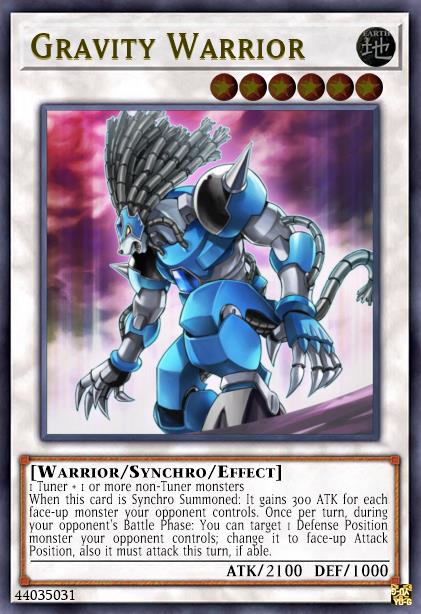 GRAVITY WARRIOR
EARTH
地
[WARRIOR/SYNCHRO/EFFECT]
1 Tuner + 1 or more non-Tuner monsters
When this card is Synchro Summoned: It gains 300 ATK for each
face-up monster your opponent controls. Once per turn, during
your opponent's Battle Phase: You can target 1 Defense Position
monster your opponent controls; change it to face-up Attack
Position, also it must attack this turn, if able.
ATK/2100 DEF/1000
44035031